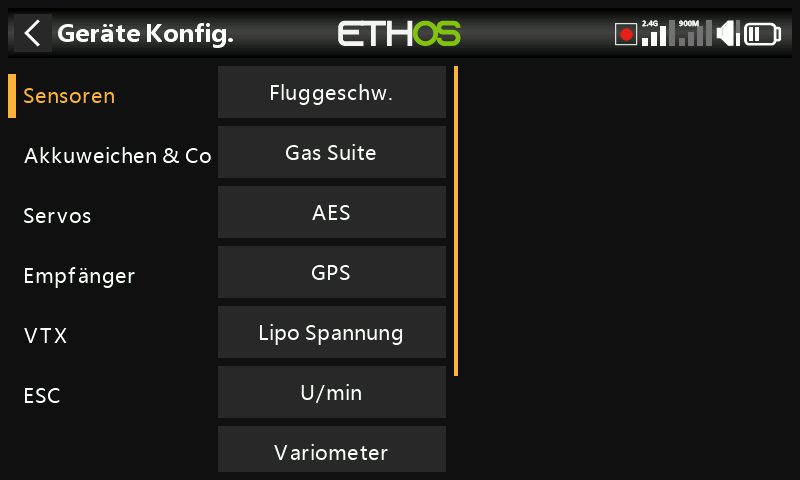 Geräte Konfig.
ETHOS
2.4G
900M
Sensoren
Akkuweichen & Co
Servos
Empfänger
VTX
ESC
Fluggeschw.
Gas Suite
AES
GPS
Lipo Spannung
U/min
Variometer